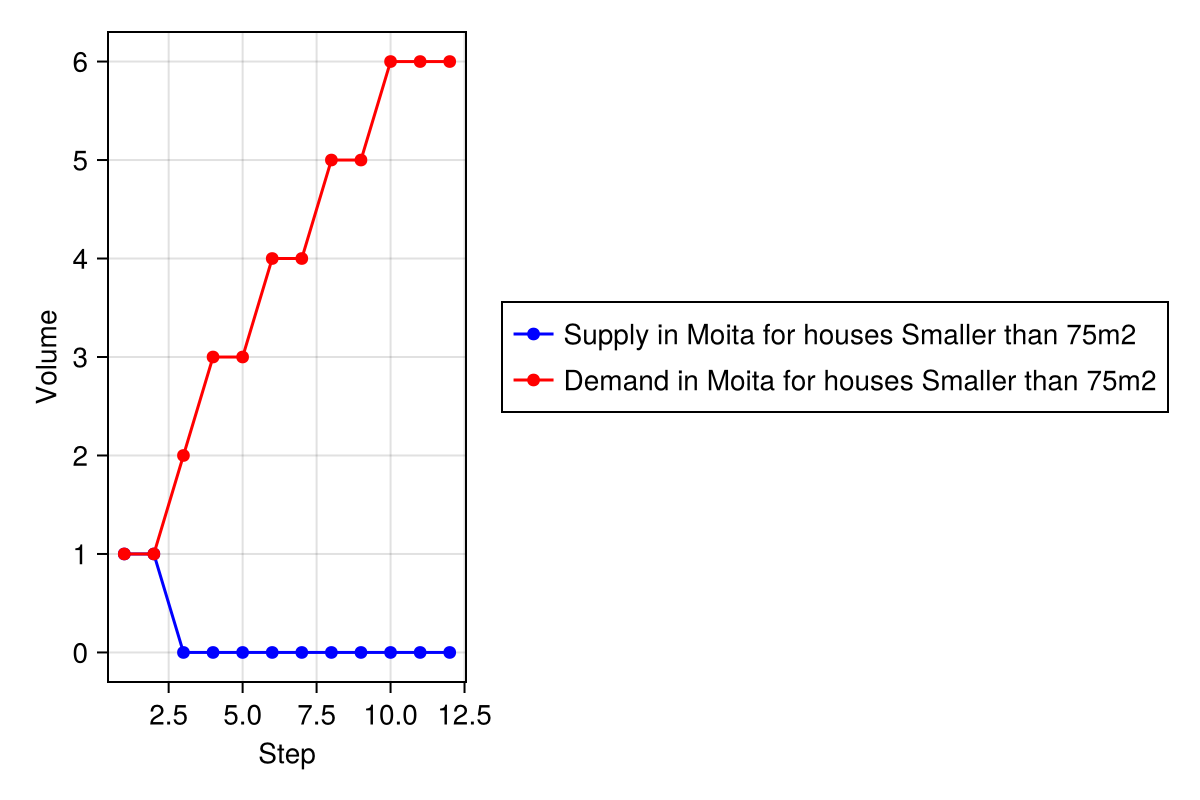 6
5
4
3
2
1
0
Volume
2.5 5.0 7.5 10.0 12.5
Step
Supply in Moita for houses Smaller than 75m2
Demand in Moita for houses Smaller than 75m2